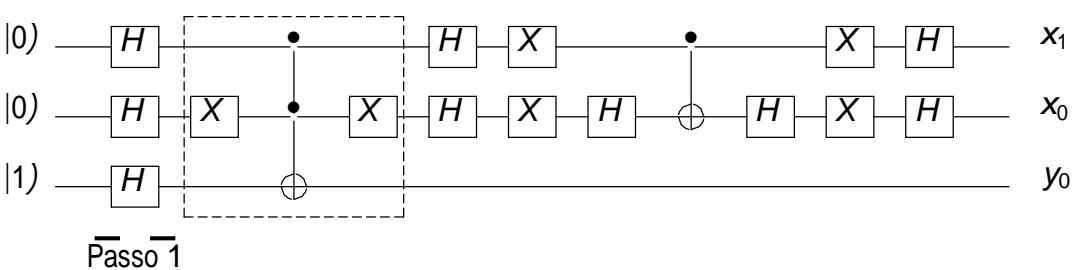 |0) H H X X H x₁
|0) H X X H X H H X H x₀
|1) H y₀
Passo 1